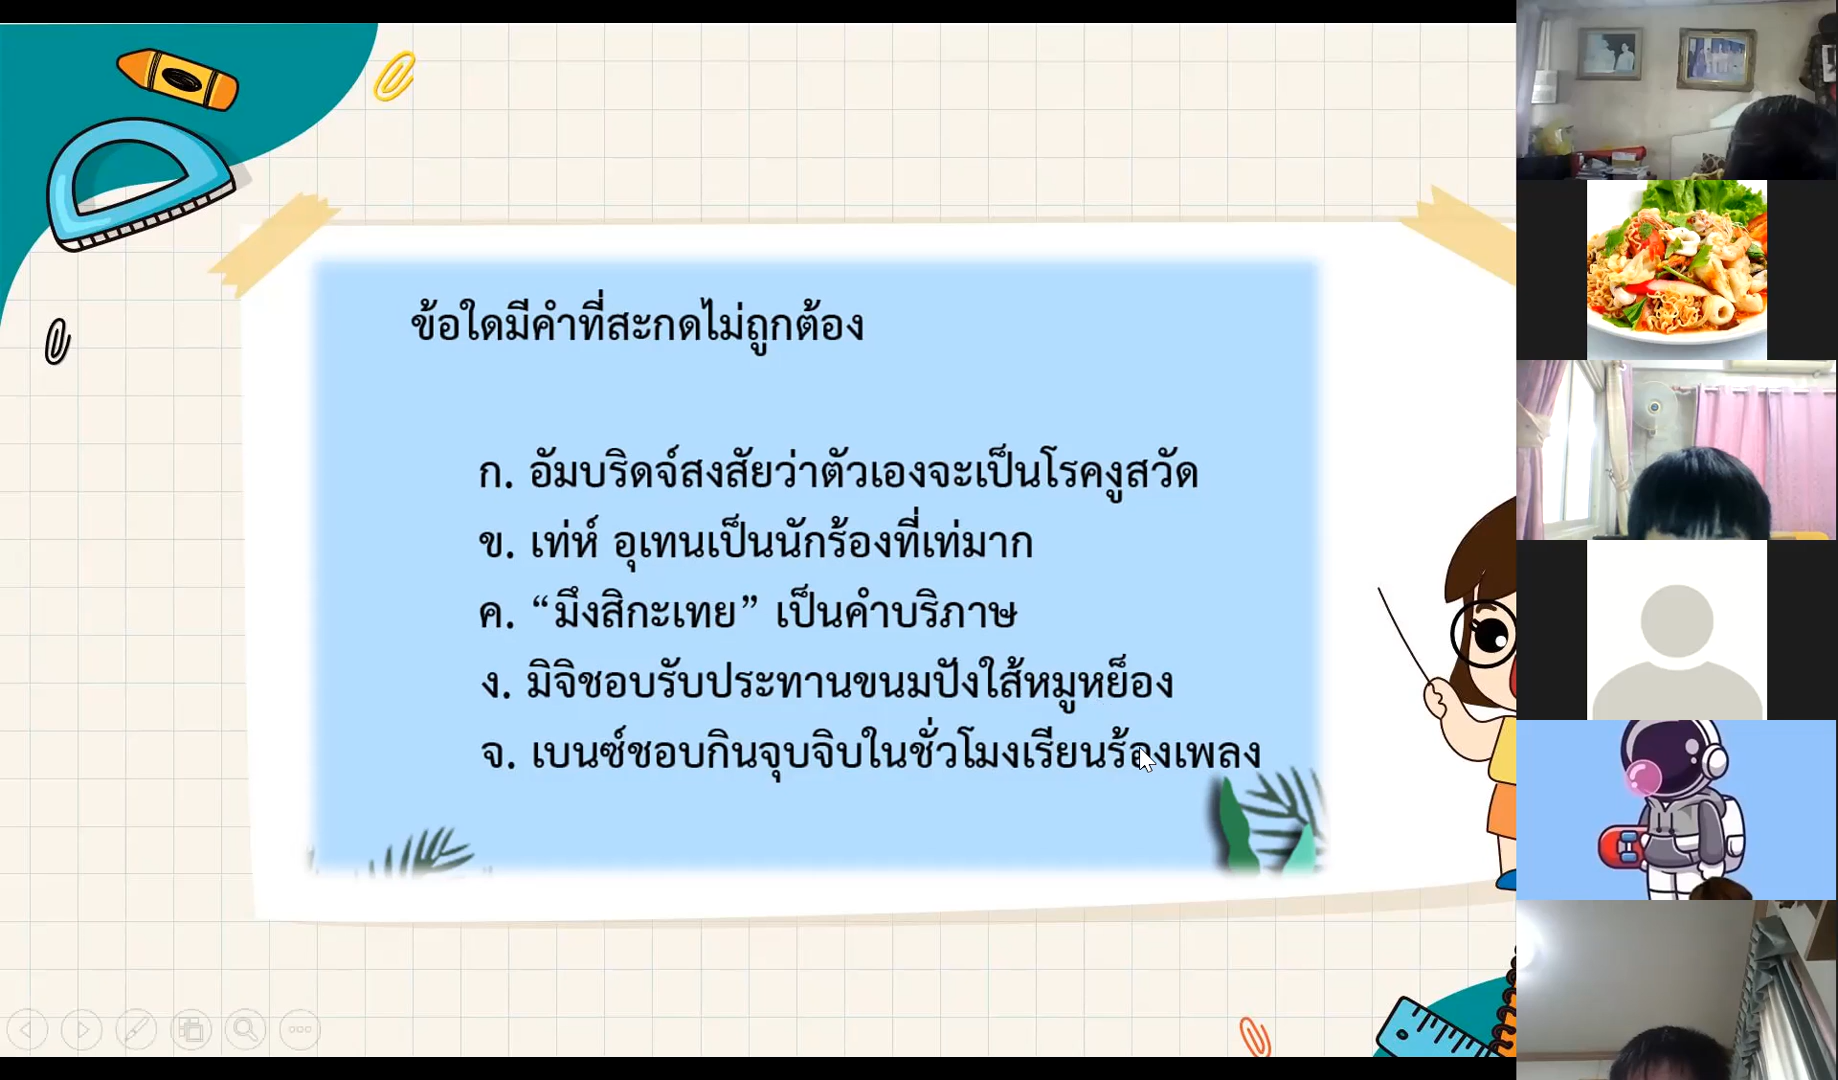 ข้อใดมีคำที่สะกดไม่ถูกต้อง
ก. อัมบริดจ์สงสัยว่าตัวเองจะเป็นโรคงูสวัด
ข. เท่ห์ อุเทนเป็นนักร้องที่เท่มาก
ค. “มึงสิกะเทย” เป็นคำบริภาษ
ง. มิจิชอบรับประทานขนมปังใส้หมูหย็อง
จ. เบนซ์ชอบกินจุบจิบในชั่วโมงเรียนร้องเพลง